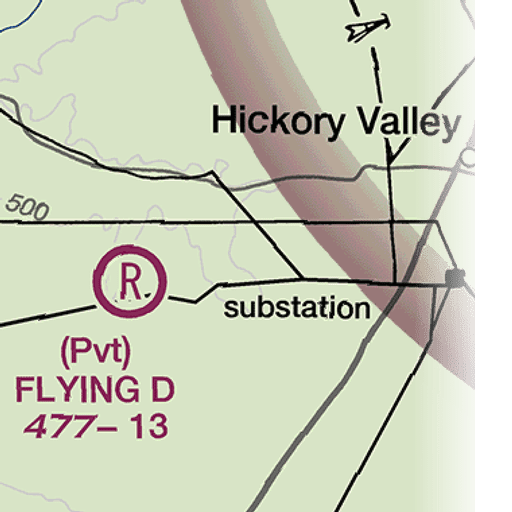 Hickory Valley
500
R
substation
(Pvt)
FLYING D
477– 13